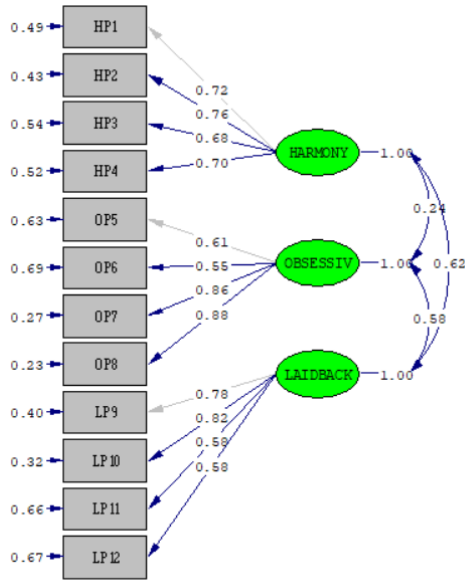 0.49 HP1
0.72
0.43 HP2
0.76
0.54 HP3
0.68
HARMONY 1.00
0.52 HP4
0.70
0.24
0.63 OP5
0.61
0.69 OP6
0.55
OBSESSIV 1.00
0.62
0.86
0.27 OP7
0.88
0.58
0.23 OP8
LAIDBACK 1.00
0.78
0.40 LP9
0.82
0.58
0.32 LP10
0.58
0.66 LP11
0.67 LP12